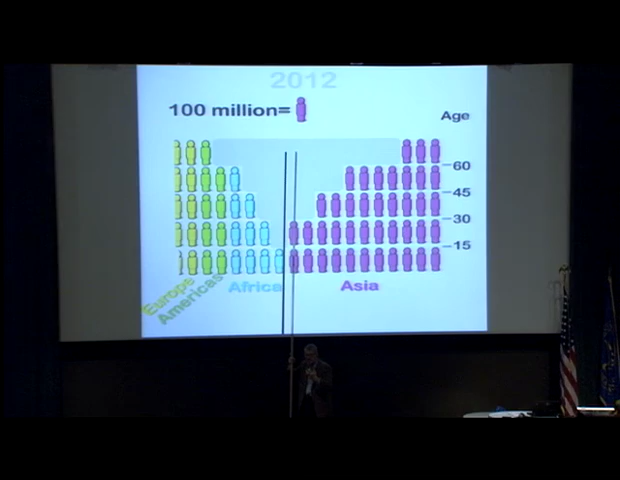 2012
100 million=
Age
60
45
30
15
Europe
Americas
Africa
Asia